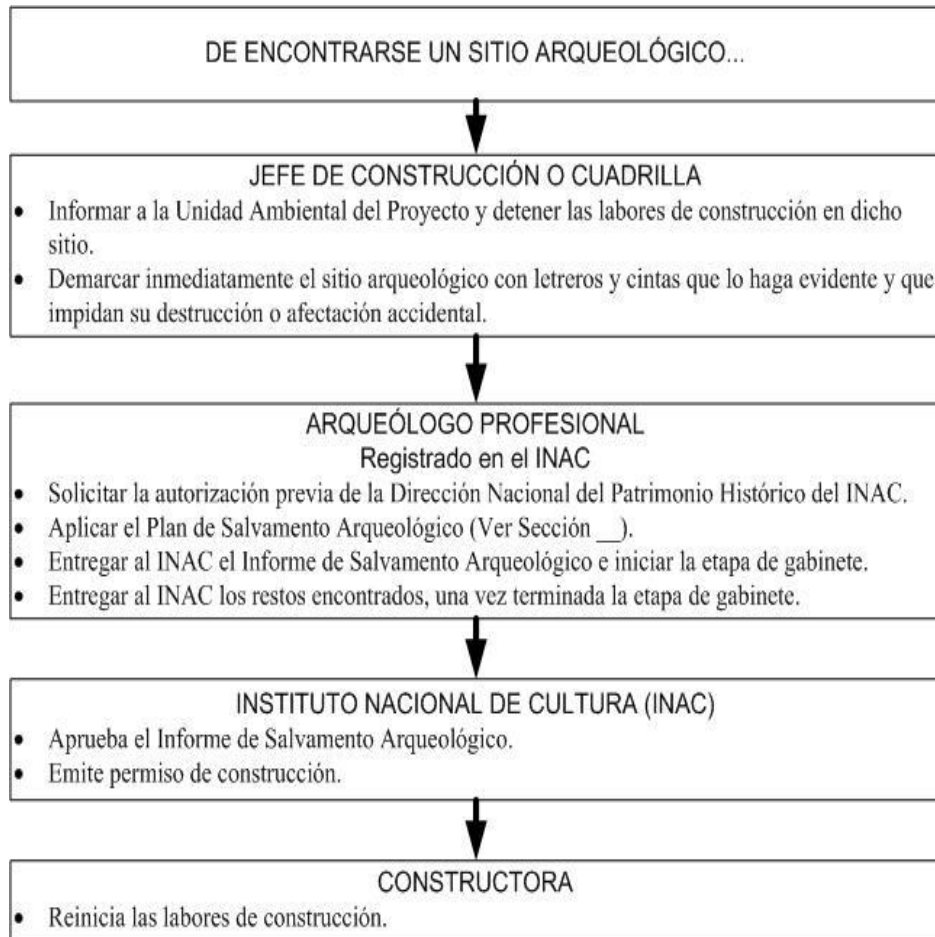 DE ENCONTRARSE UN SITIO ARQUEOLÓGICO...
JEFE DE CONSTRUCCIÓN O CUADRILLA
• Informar a la Unidad Ambiental del Proyecto y detener las labores de construcción en dicho
sitio.
• Demarcar inmediatamente el sitio arqueológico con letreros y cintas que lo haga evidente y que
impidan su destrucción o afectación accidental.
ARQUEÓLOGO PROFESIONAL
Registrado en el INAC
• Solicitar la autorización previa de la Dirección Nacional del Patrimonio Histórico del INAC.
• Aplicar el Plan de Salvamento Arqueológico (Ver Sección __).
• Entregar al INAC el Informe de Salvamento Arqueológico e iniciar la etapa de gabinete.
• Entregar al INAC los restos encontrados, una vez terminada la etapa de gabinete.
INSTITUTO NACIONAL DE CULTURA (INAC)
• Aprueba el Informe de Salvamento Arqueológico.
• Emite permiso de construcción.
CONSTRUCTORA
• Reinicia las labores de construcción.